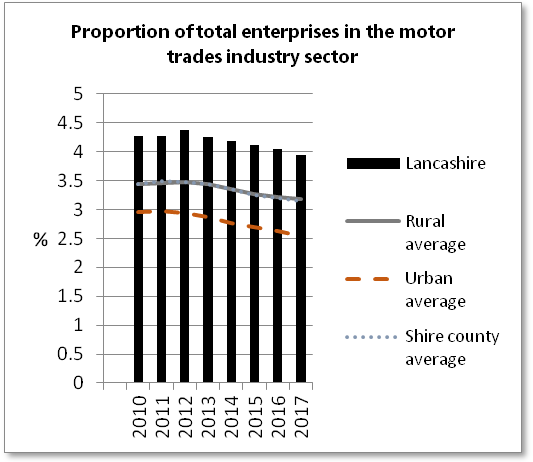 Proportion of total enterprises in the motor
trades industry sector
5
4.5
4
3.5
3
2.5
2
1.5
1
0.5
0
%
2010
2011
2012
2013
2014
2015
2016
2017
Lancashire
Rural
average
Urban
average
Shire county
average